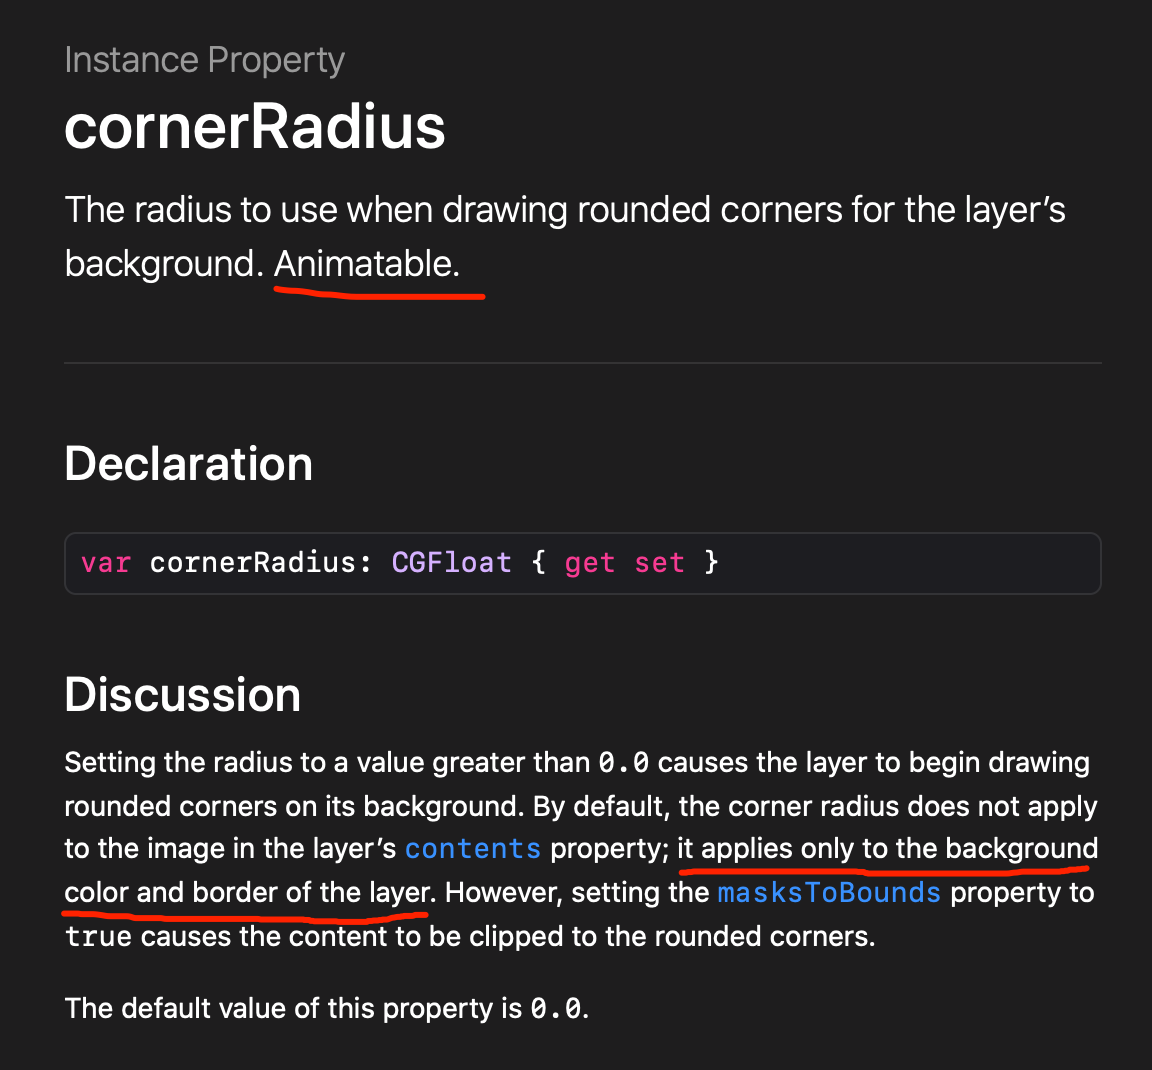 Instance Property
cornerRadius
The radius to use when drawing rounded corners for the layer’s
background. Animatable.
Declaration
var cornerRadius: CGFloat { get set }
Discussion
Setting the radius to a value greater than 0.0 causes the layer to begin drawing
rounded corners on its background. By default, the corner radius does not apply
to the image in the layer’s contents property; it applies only to the background
color and border of the layer. However, setting the masksToBounds property to
true causes the content to be clipped to the rounded corners.
The default value of this property is 0.0.